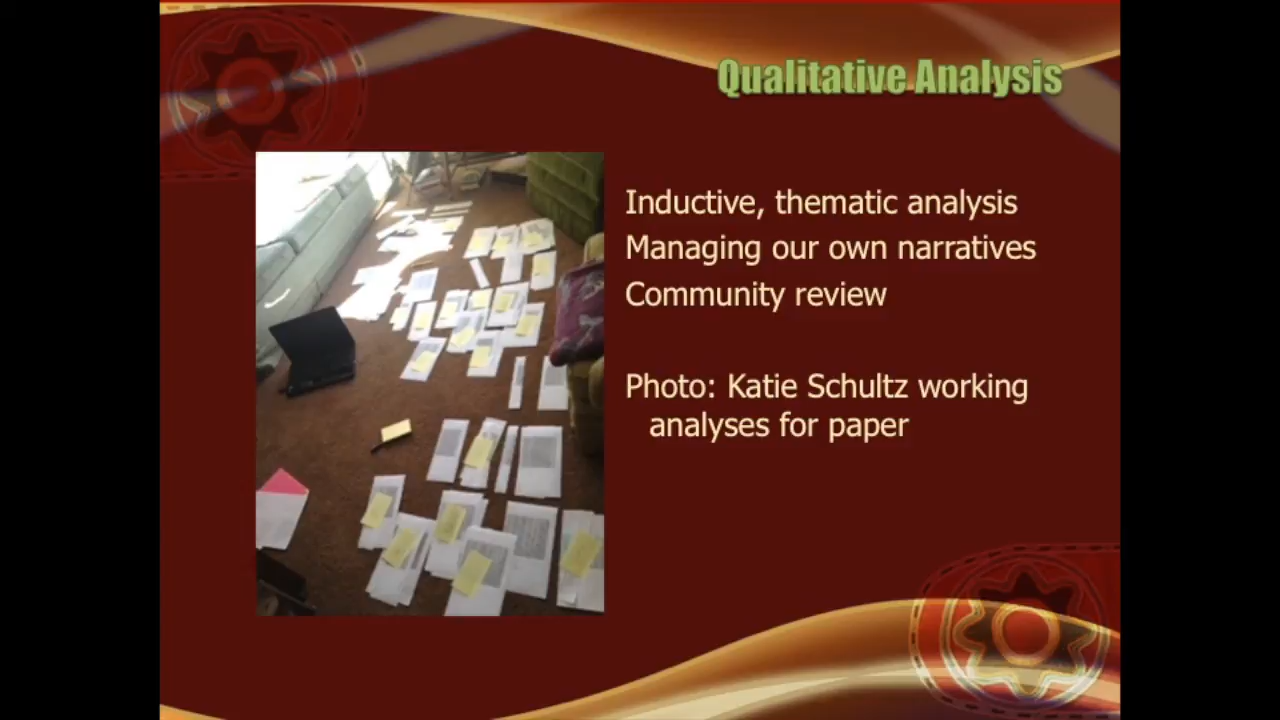 Qualitative Analysis
Inductive, thematic analysis
Managing our own narratives
Community review
Photo: Katie Schultz working
analyses for paper